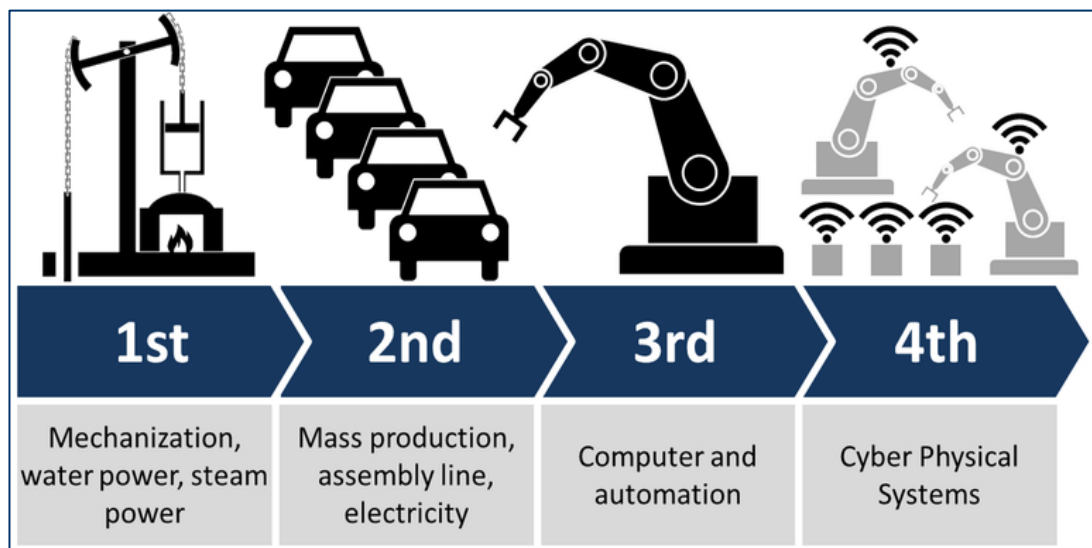 1st
2nd
3rd
4th
Mechanization,
water power, steam
power
Mass production,
assembly line,
electricity
Computer and
automation
Cyber Physical
Systems